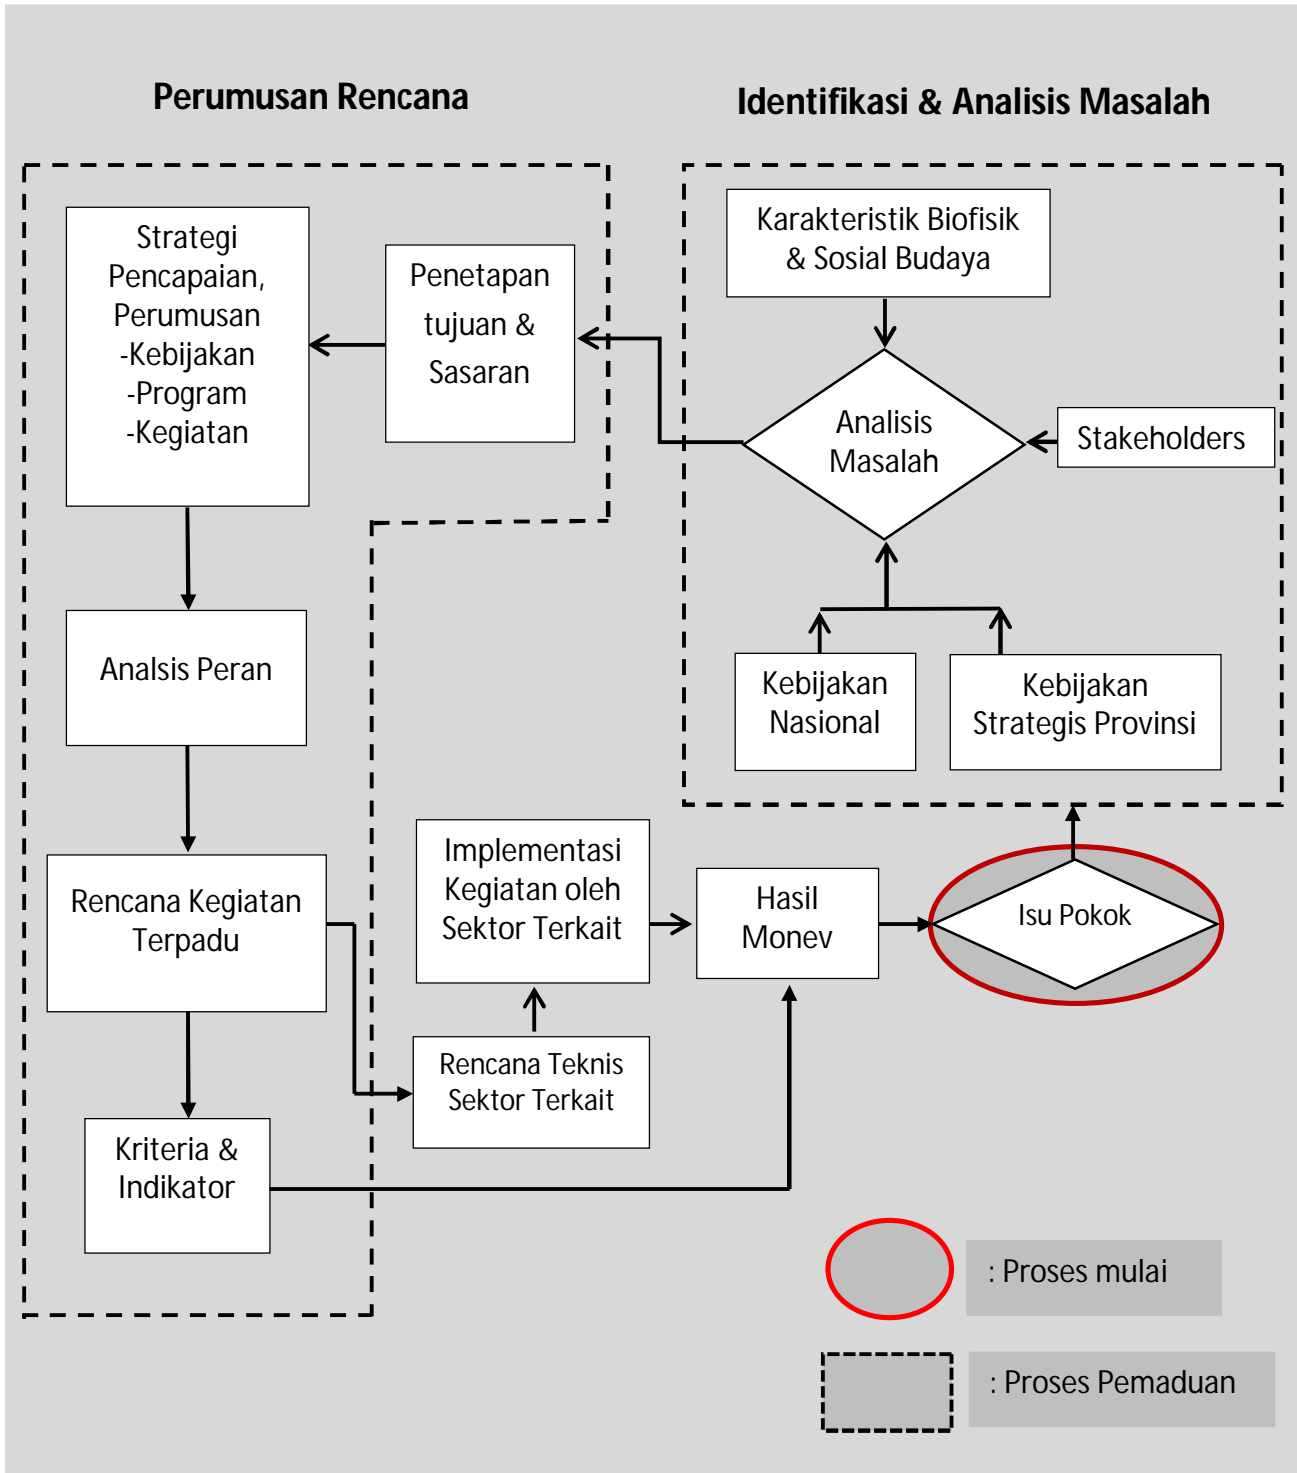 Perumusan Rencana
Identifikasi & Analisis Masalah
Strategi
Pencapaian,
Perumusan
-Kebijakan
-Program
-Kegiatan
Penetapan
tujuan &
Sasaran
Karakteristik Biofisik
& Sosial Budaya
Analisis
Masalah
Stakeholders
Kebijakan
Nasional
Kebijakan
Strategis Provinsi
Analsis Peran
Rencana Kegiatan
Terpadu
Implementasi
Kegiatan oleh
Sektor Terkait
Hasil
Monev
Isu Pokok
Rencana Teknis
Sektor Terkait
Kriteria &
Indikator
: Proses mulai
: Proses Pemaduan